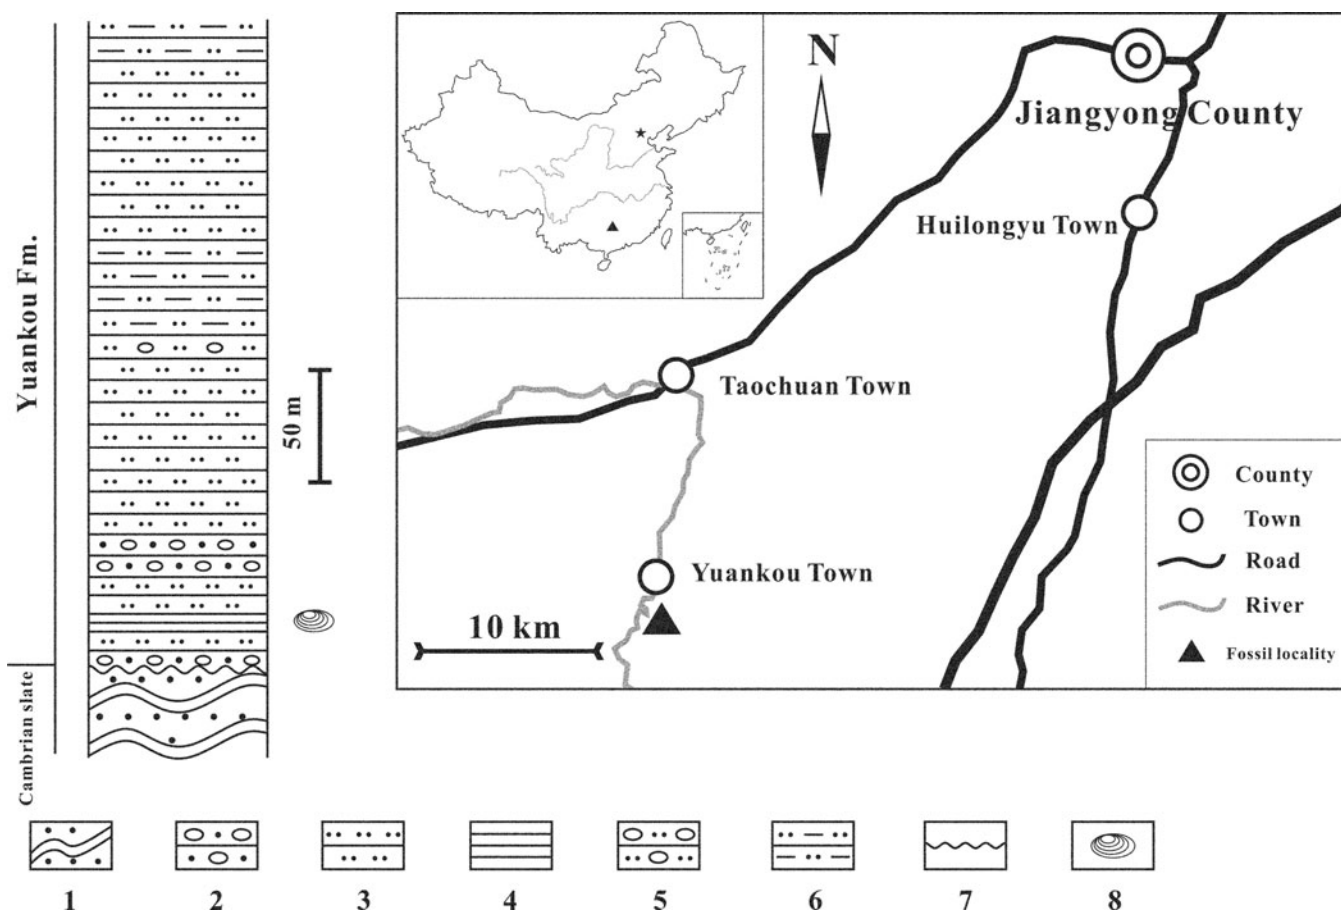 Yuankou Fm.
Cambrian slate
50 m
N
Jiangyong County
Huilongyu Town
Taochuan Town
Yuankou Town
10 km
County
Town
Road
River
Fossil locality
1 2 3 4 5 6 7 8